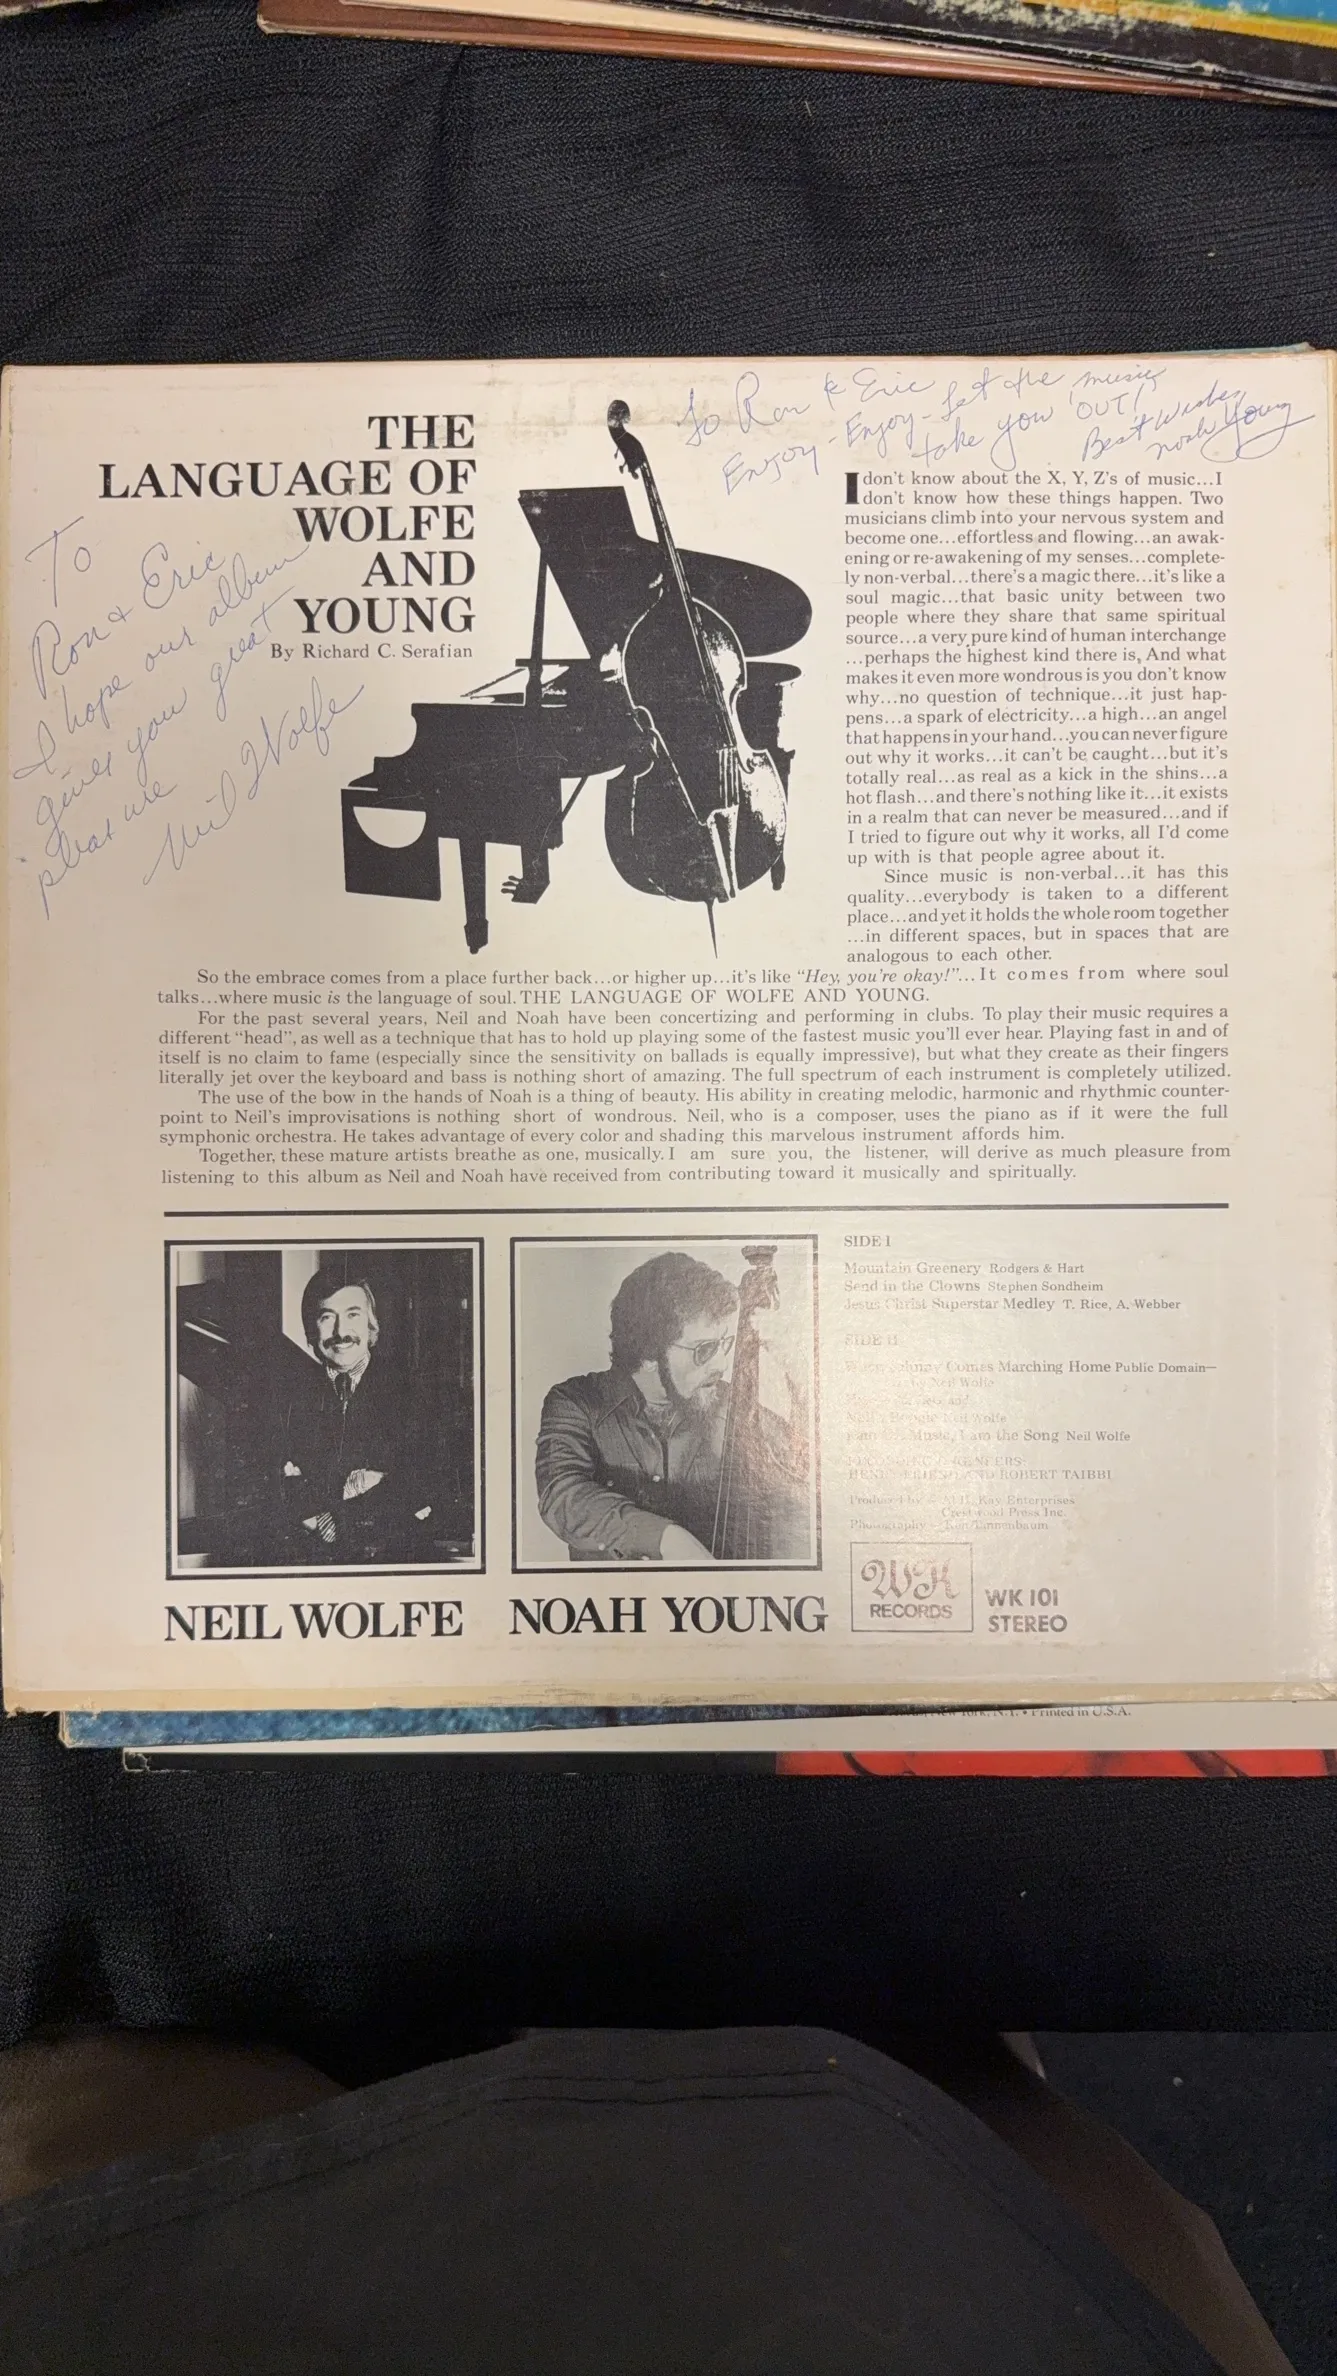 To Ron & Eric
Enjoy - Enjoy - Let the music
take you 'OUT!'
Best Wishes
Noah Young
THE
LANGUAGE OF
WOLFE
AND
YOUNG
By Richard C. Serafian
To
Ron & Eric
I hope our album
gives you great
pleasure
Neil Wolfe
I don't know about the X, Y, Z's of music...I
don't know how these things happen. Two
musicians climb into your nervous system and
become one...effortless and flowing...an awak-
ening or re-awakening of my senses...complete-
ly non-verbal...there's a magic there...it's like a
soul magic...that basic unity between two
people where they share that same spiritual
source...a very pure kind of human interchange
...perhaps the highest kind there is, And what
makes it even more wondrous is you don't know
why...no question of technique...it just hap-
pens...a spark of electricity...a high...an angel
that happens in your hand...you can never figure
out why it works...it can't be caught...but it's
totally real...as real as a kick in the shins...a
hot flash...and there's nothing like it...it exists
in a realm that can never be measured...and if
I tried to figure out why it works, all I'd come
up with is that people agree about it.
Since music is non-verbal...it has this
quality...everybody is taken to a different
place...and yet it holds the whole room together
...in different spaces, but in spaces that are
analogous to each other.
So the embrace comes from a place further back...or higher up...it's like "Hey, you're okay!"...It comes from where soul
talks...where music is the language of soul. THE LANGUAGE OF WOLFE AND YOUNG.
For the past several years, Neil and Noah have been concertizing and performing in clubs. To play their music requires a
different "head", as well as a technique that has to hold up playing some of the fastest music you'll ever hear. Playing fast in and of
itself is no claim to fame (especially since the sensitivity on ballads is equally impressive), but what they create as their fingers
literally jet over the keyboard and bass is nothing short of amazing. The full spectrum of each instrument is completely utilized.
The use of the bow in the hands of Noah is a thing of beauty. His ability in creating melodic, harmonic and rhythmic counter-
point to Neil's improvisations is nothing short of wondrous. Neil, who is a composer, uses the piano as if it were the full
symphonic orchestra. He takes advantage of every color and shading this marvelous instrument affords him.
Together, these mature artists breathe as one, musically. I am sure you, the listener, will derive as much pleasure from
listening to this album as Neil and Noah have received from contributing toward it musically and spiritually.
SIDE I
Mountain Greenery Rodgers & Hart
Send in the Clowns Stephen Sondheim
Jesus Christ Superstar Medley T. Rice, A. Webber
SIDE II
Johnny Comes Marching Home Public Domain—
by Neil Wolfe
Neil Wolfe
Music, I am the Song Neil Wolfe
RECORDING ENGINEERS:
AND ROBERT TAIBBI
Produced by Kay Enterprises
Crestwood Press Inc.
Photography Ken Tannenbaum
NEIL WOLFE
NOAH YOUNG
WK
RECORDS
WK 101
STEREO
New York, N.Y. • Printed in U.S.A.